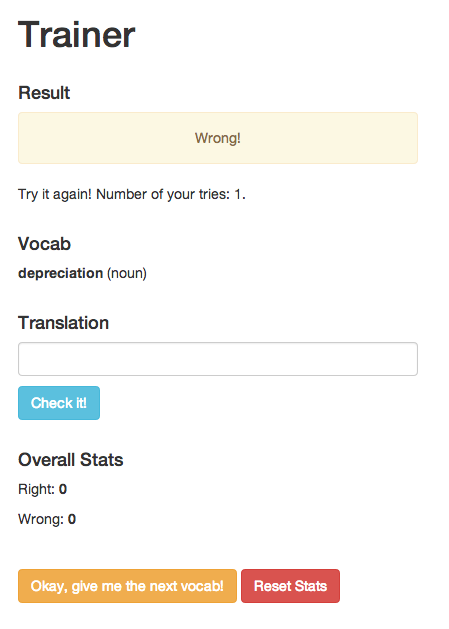 Trainer
Result
Wrong!
Try it again! Number of your tries: 1.
Vocab
depreciation (noun)
Translation
Check it!
Overall Stats
Right: 0
Wrong: 0
Okay, give me the next vocab! Reset Stats